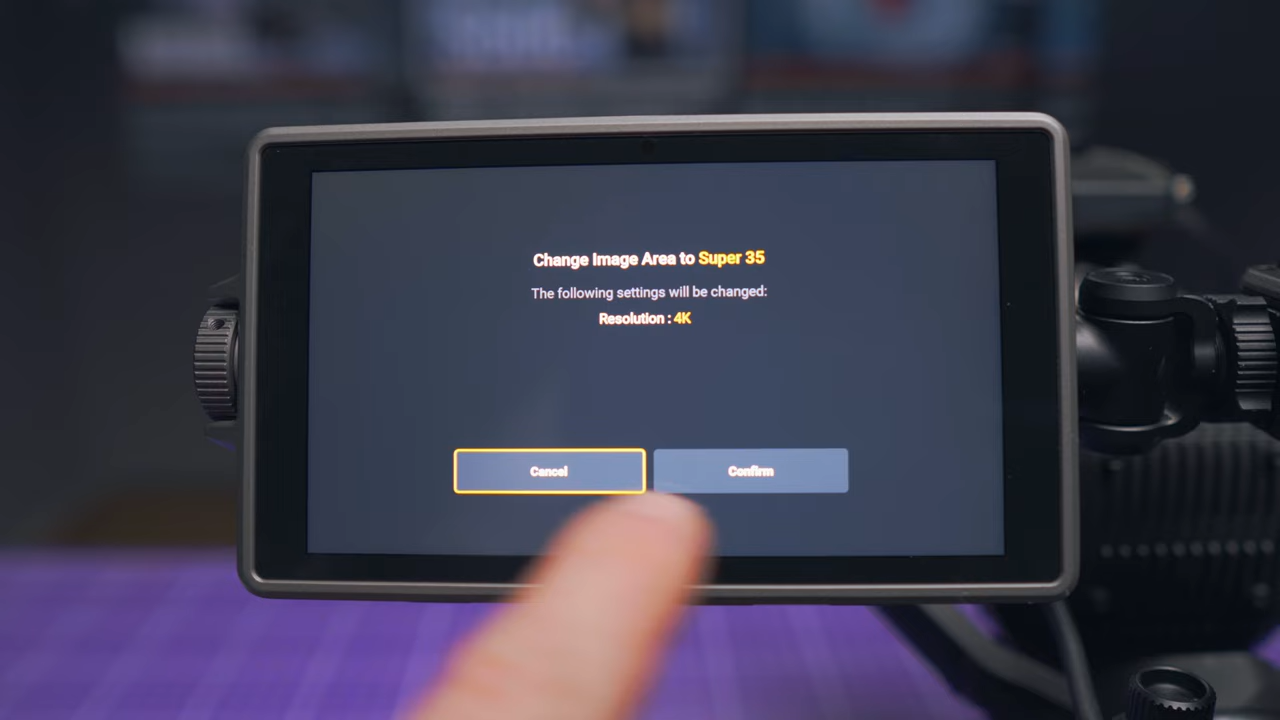 Change Image Area to Super 35
The following settings will be changed:
Resolution : 4K
Cancel
Confirm